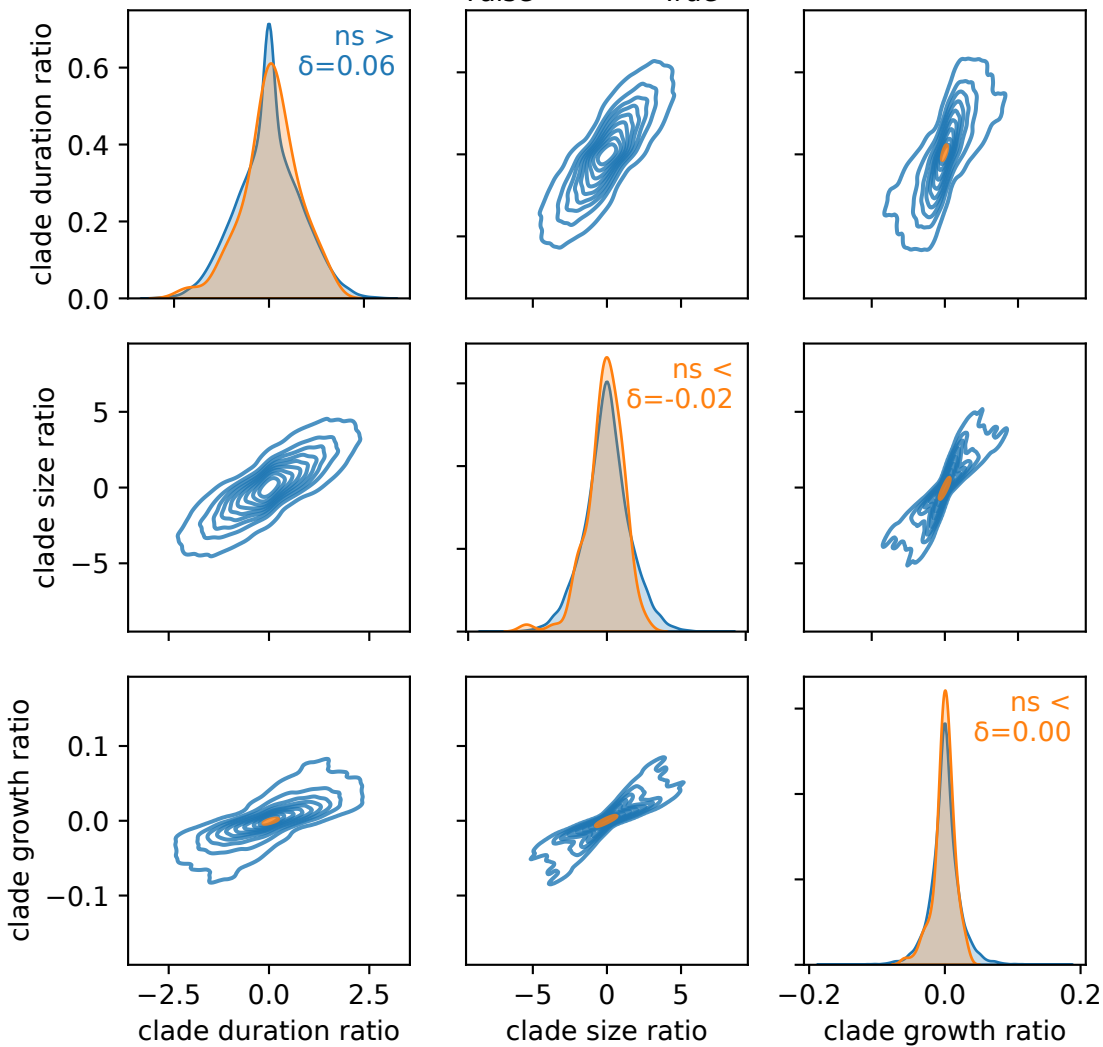 clade duration ratio
0.6
0.4
0.2
0.0
ns >
δ=0.06
clade size ratio
5
0
−5
ns <
δ=-0.02
clade growth ratio
0.1
0.0
−0.1
ns <
δ=0.00
−2.5 0.0 2.5
−5 0 5
−0.2 0.0 0.2
clade duration ratio
clade size ratio
clade growth ratio